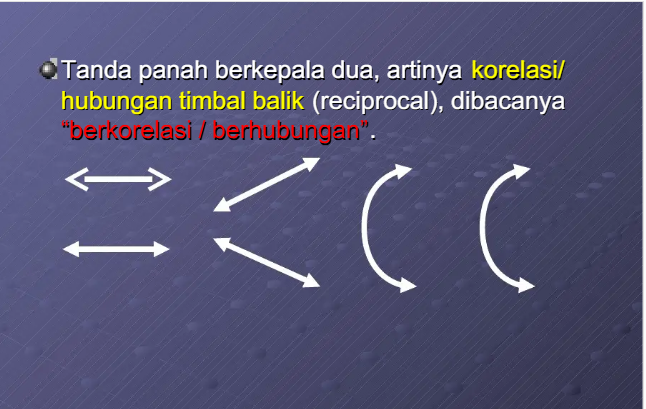 Tanda panah berkepala dua, artinya korelasi/
hubungan timbal balik (reciprocal), dibacanya
"berkorelasi / berhubungan".